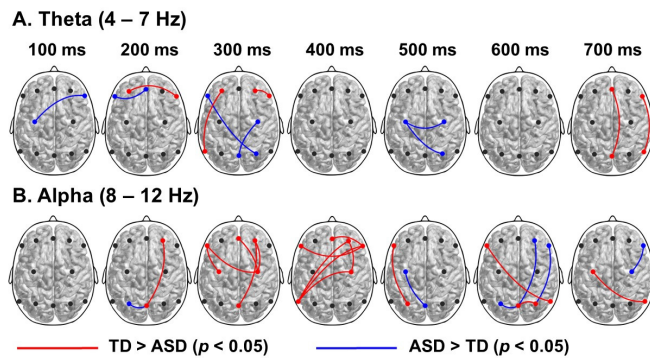 A. Theta (4 – 7 Hz)
100 ms 200 ms 300 ms 400 ms 500 ms 600 ms 700 ms
B. Alpha (8 – 12 Hz)
TD > ASD (p < 0.05) ASD > TD (p < 0.05)